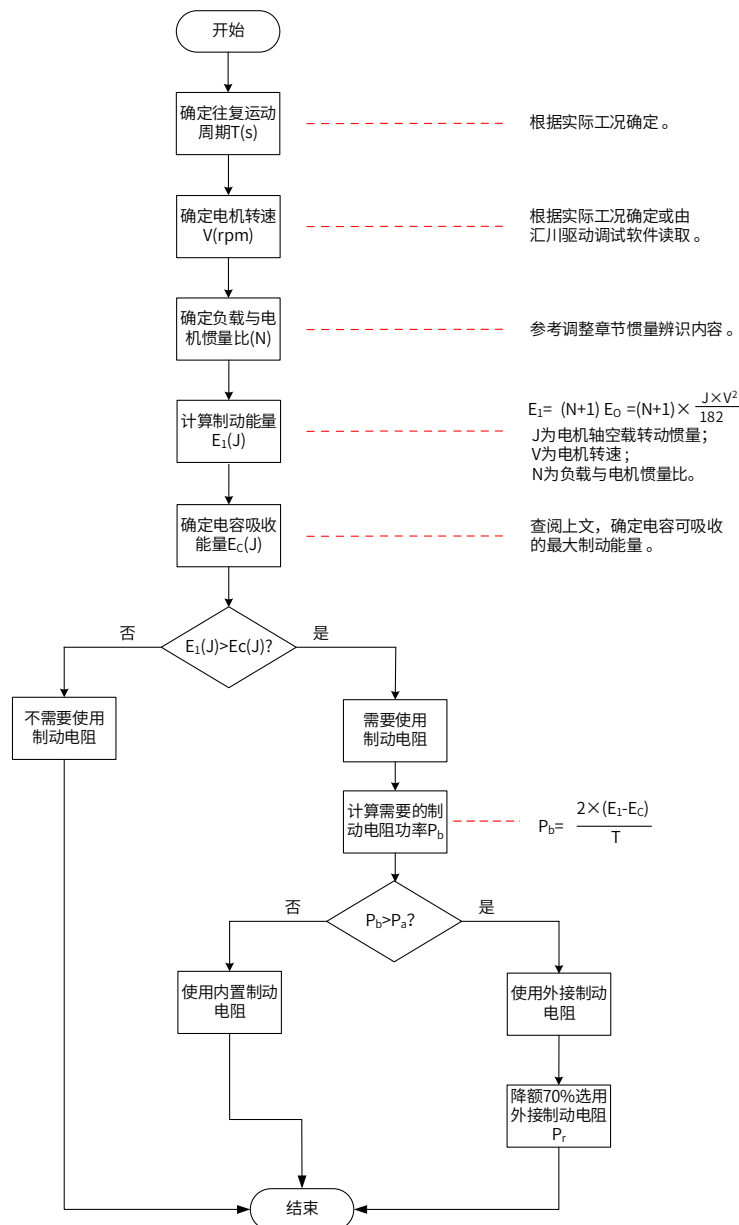 开始
确定往复运动
周期T(s)
根据实际工况确定。
确定电机转速
V(rpm)
根据实际工况确定或由
汇川驱动调试软件读取。
确定负载与电
机惯量比(N)
参考调整章节惯量辨识内容。
计算制动能量
E₁(J)
E₁= (N+1) E₀ =(N+1)× J×V²/182
J为电机轴空载转动惯量；
V为电机转速；
N为负载与电机惯量比。
确定电容吸收
能量E_C(J)
查阅上文，确定电容可吸收
的最大制动能量。
否
E₁(J)>Ec(J)?
是
不需要使用
制动电阻
需要使用
制动电阻
计算需要的制
动电阻功率P_b
P_b= 2×(E₁-E_C)/T
否
P_b>P_a?
是
使用内置制动
电阻
使用外接制动
电阻
降额70%选用
外接制动电阻
P_r
结束